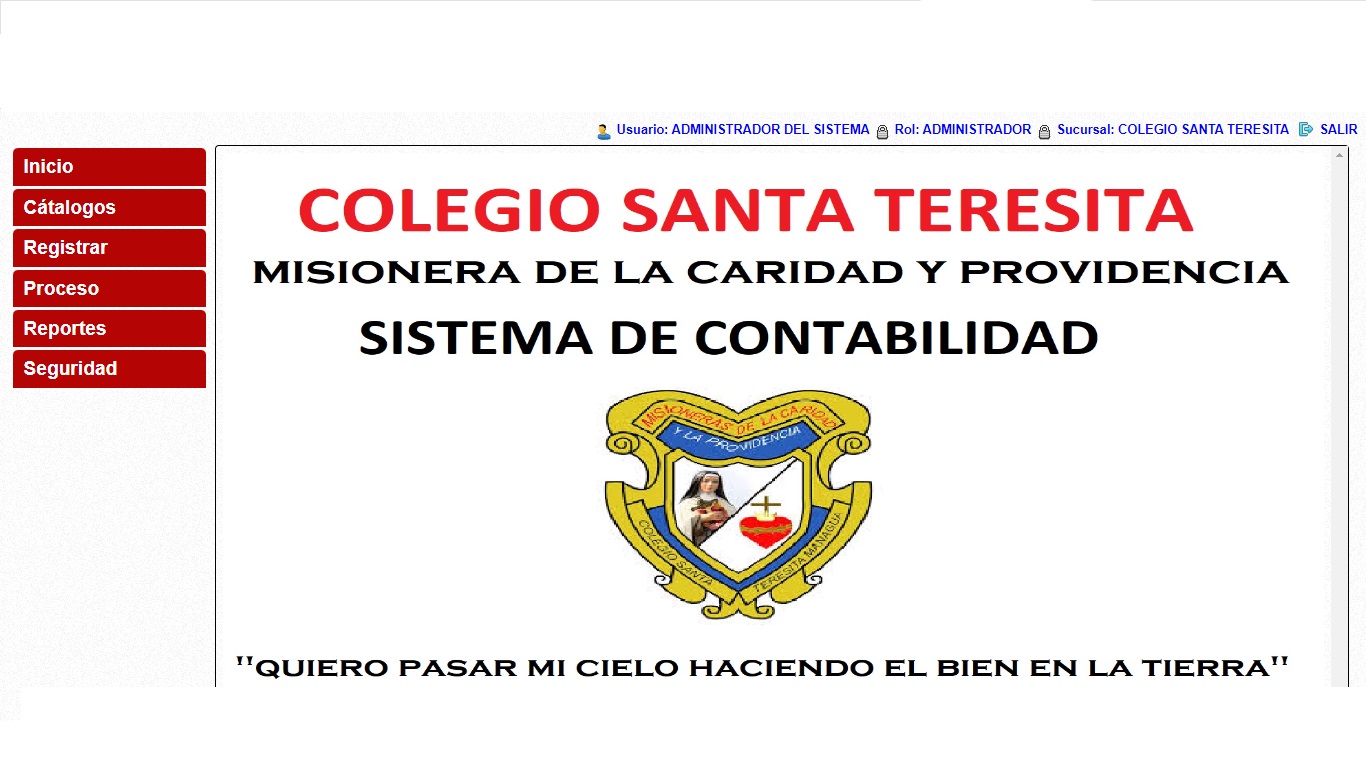 Usuario: ADMINISTRADOR DEL SISTEMA Rol: ADMINISTRADOR Sucursal: COLEGIO SANTA TERESITA SALIR
Inicio
Cátalogos
Registrar
Proceso
Reportes
Seguridad
COLEGIO SANTA TERESITA
MISIONERA DE LA CARIDAD Y PROVIDENCIA
SISTEMA DE CONTABILIDAD
MISIONERAS DE LA CARIDAD
Y LA PROVIDENCIA
COLEGIO SANTA
TERESITA MANAGUA
"QUIERO PASAR MI CIELO HACIENDO EL BIEN EN LA TIERRA"